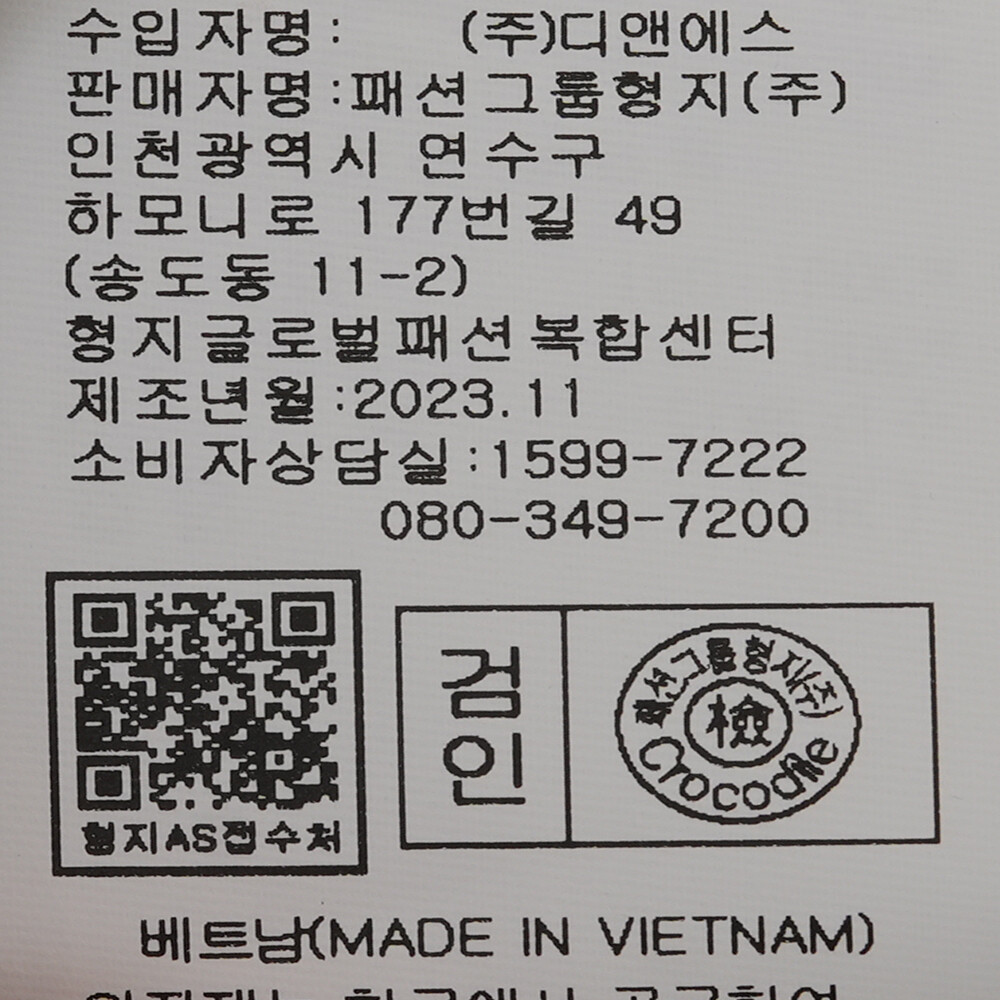 수입자명: (주)디앤에스
판매자명:패션그룹형지(주)
인천광역시 연수구
하모니로 177번길 49
(송도동 11-2)
형지글로벌패션복합센터
제조년월:2023.11
소비자상담실:1599-7222
080-349-7200
검인
패션그룹형지(주)
檢
Crocodile
형지AS접수처
베트남(MADE IN VIETNAM)